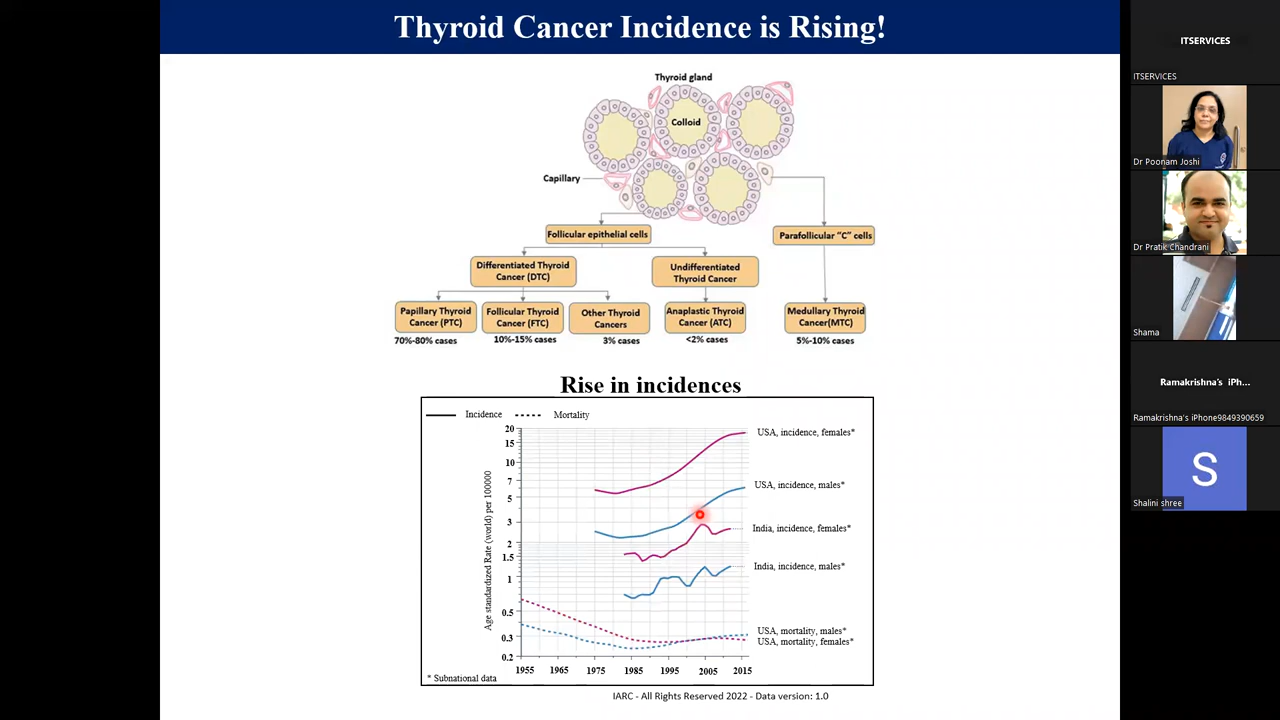 Thyroid Cancer Incidence is Rising!
Thyroid gland
Colloid
Capillary
Follicular epithelial cells
Parafollicular "C" cells
Differentiated Thyroid
Cancer (DTC)
Undifferentiated
Thyroid Cancer
Papillary Thyroid
Cancer (PTC)
Follicular Thyroid
Cancer (FTC)
Other Thyroid
Cancers
Anaplastic Thyroid
Cancer (ATC)
Medullary Thyroid
Cancer(MTC)
70%-80% cases
10%-15% cases
3% cases
<2% cases
5%-10% cases
Rise in incidences
Incidence
Mortality
Age standardized Rate (world) per 100000
20
15
10
7
5
3
2
1.5
1
0.5
0.3
0.2
USA, incidence, females*
USA, incidence, males*
India, incidence, females*
India, incidence, males*
USA, mortality, males*
USA, mortality, females*
1955 1965 1975 1985 1995 2005 2015
* Subnational data
IARC - All Rights Reserved 2022 - Data version: 1.0
ITSERVICES
ITSERVICES
Dr Poonam Joshi
Dr Pratik Chandrani
Shama
Ramakrishna's iPh...
Ramakrishna's iPhone9849390659
S
Shalini shree